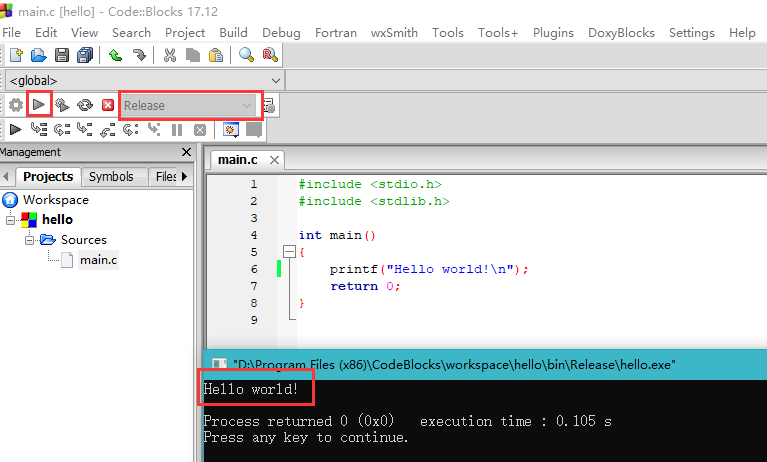 main.c [hello] - Code::Blocks 17.12
File Edit View Search Project Build Debug Fortran wxSmith Tools Tools+ Plugins DoxyBlocks Settings Help
<global>
Release
Management
Projects Symbols Files
Workspace
hello
Sources
main.c
main.c
1 #include <stdio.h>
2 #include <stdlib.h>
3
4 int main()
5 {
6 printf("Hello world!\n");
7 return 0;
8 }
9
"D:\Program Files (x86)\CodeBlocks\workspace\hello\bin\Release\hello.exe"
Hello world!
Process returned 0 (0x0) execution time : 0.105 s
Press any key to continue.